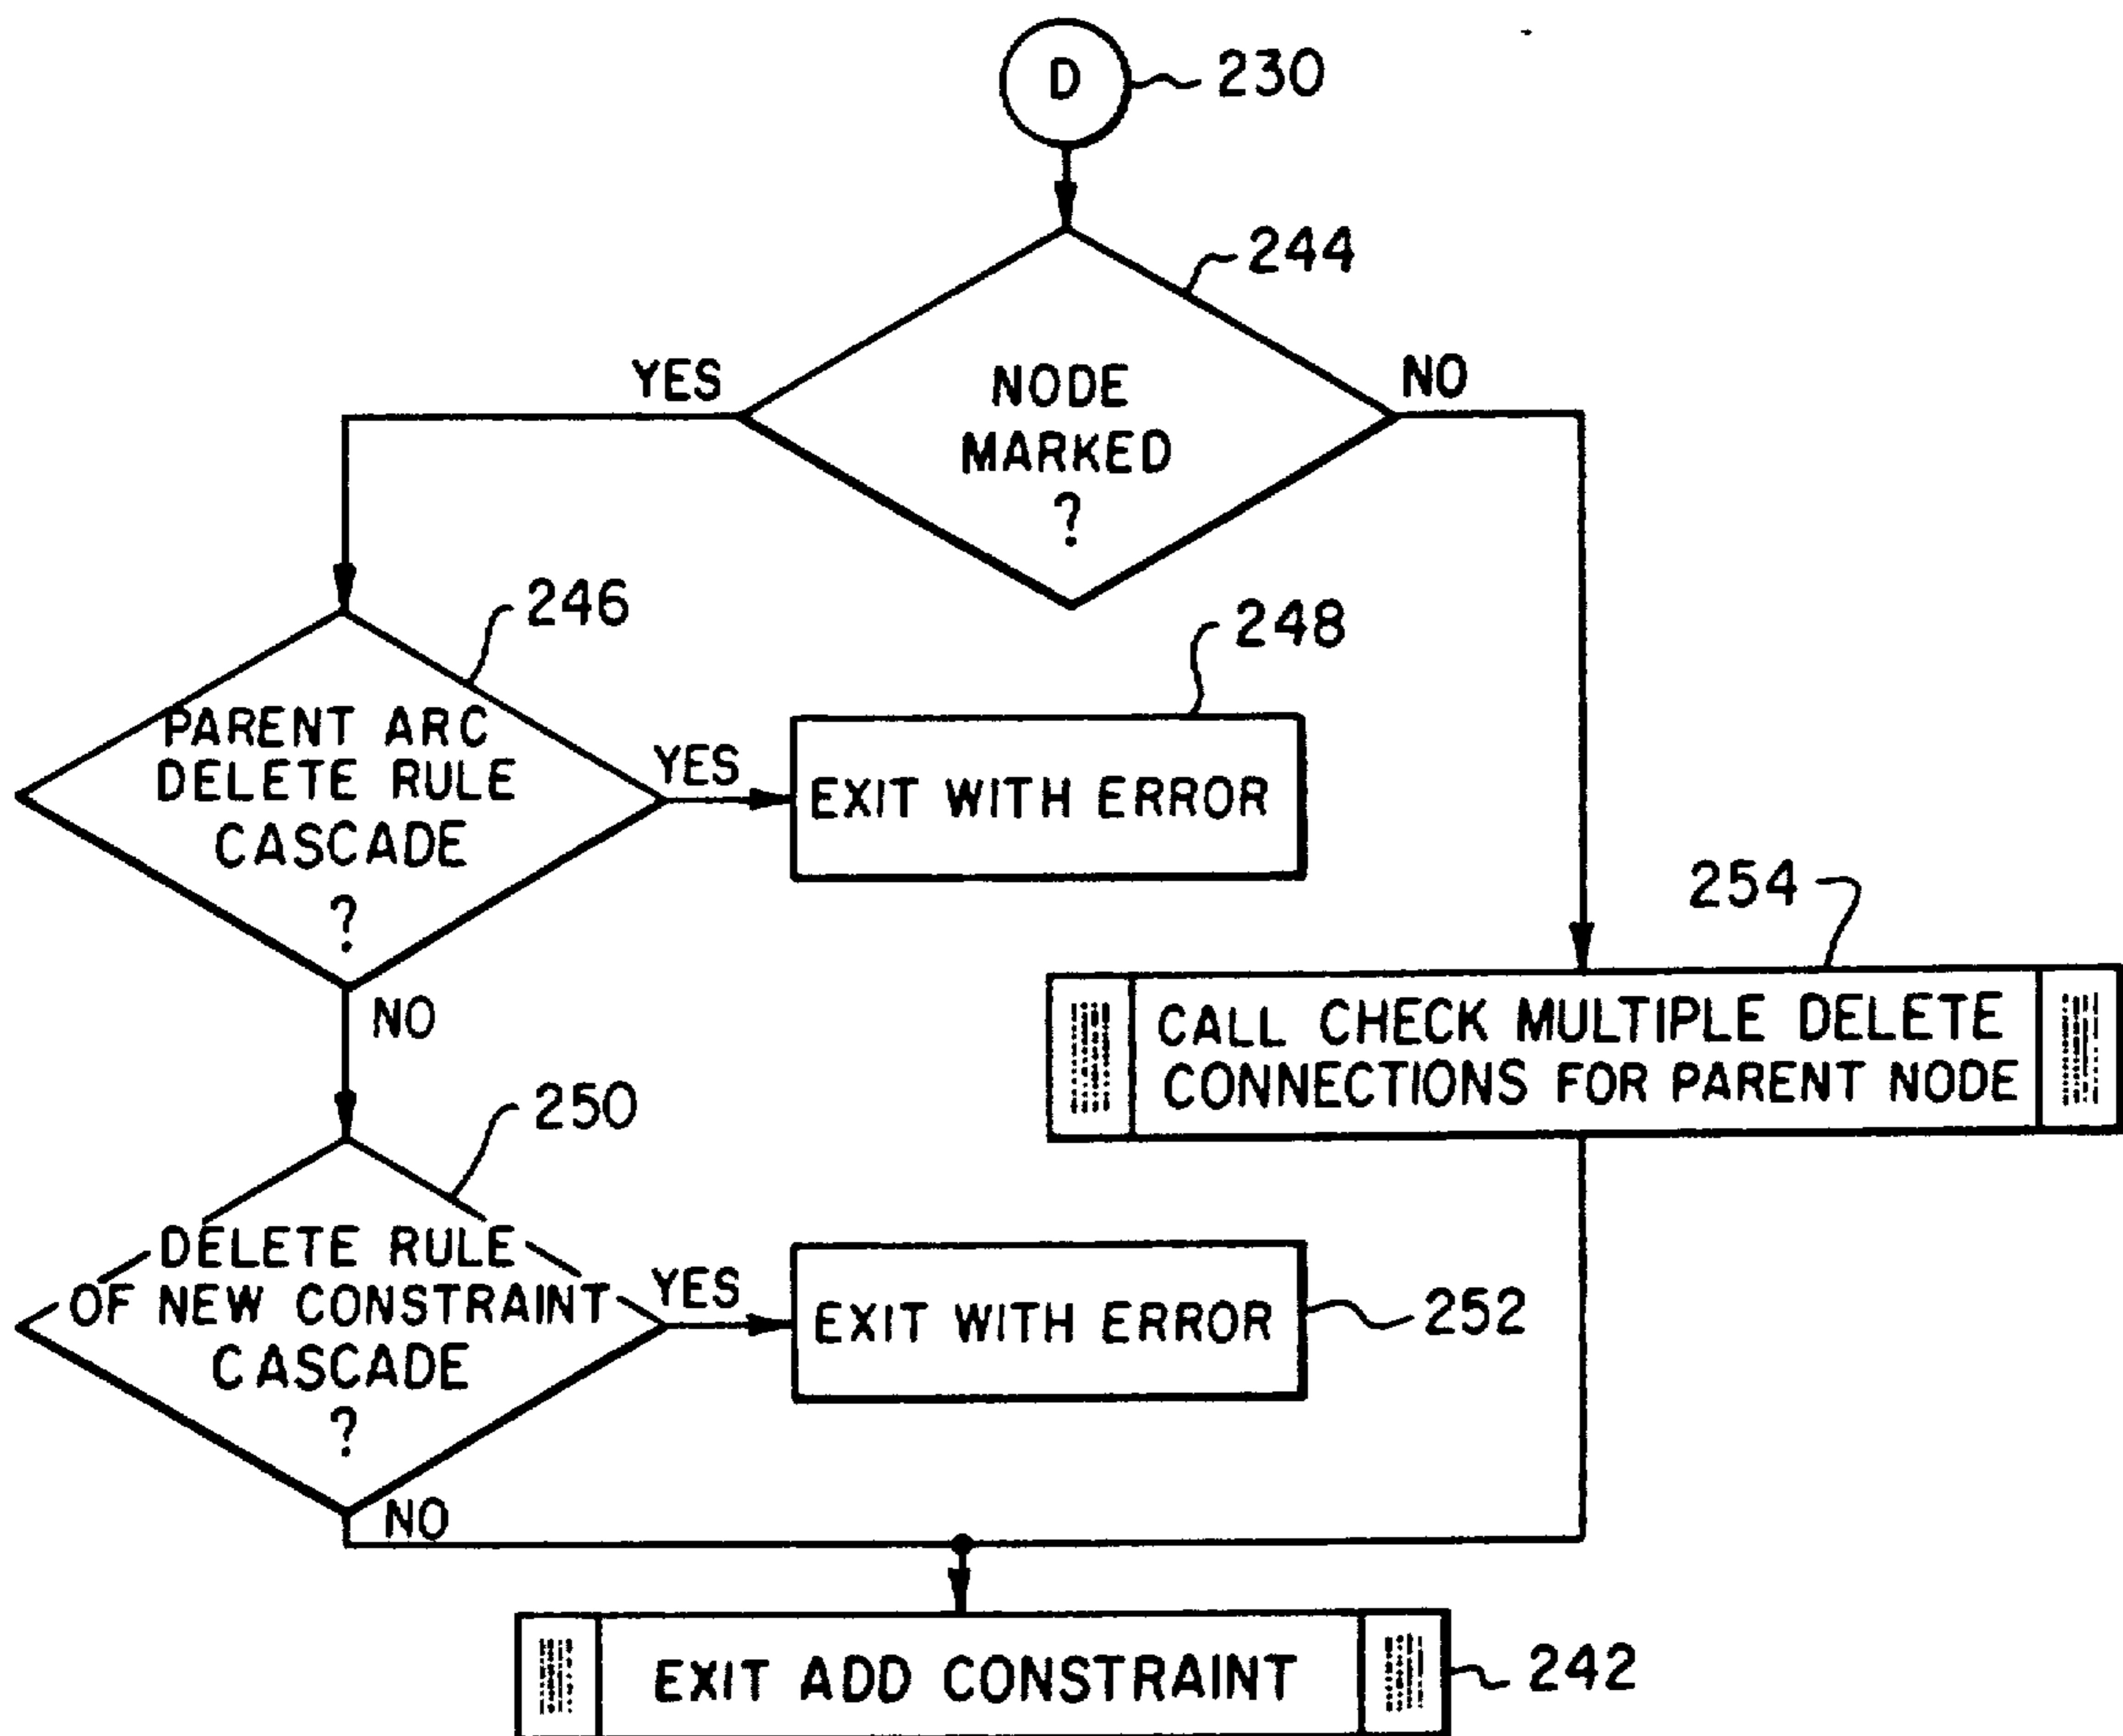 D
230
244
YES
NO
NODE
MARKED
?
246
248
PARENT ARC
DELETE RULE
CASCADE
?
YES
EXIT WITH ERROR
254
NO
CALL CHECK MULTIPLE DELETE
CONNECTIONS FOR PARENT NODE
250
DELETE RULE
OF NEW CONSTRAINT
CASCADE
?
YES
EXIT WITH ERROR
252
NO
EXIT ADD CONSTRAINT
242